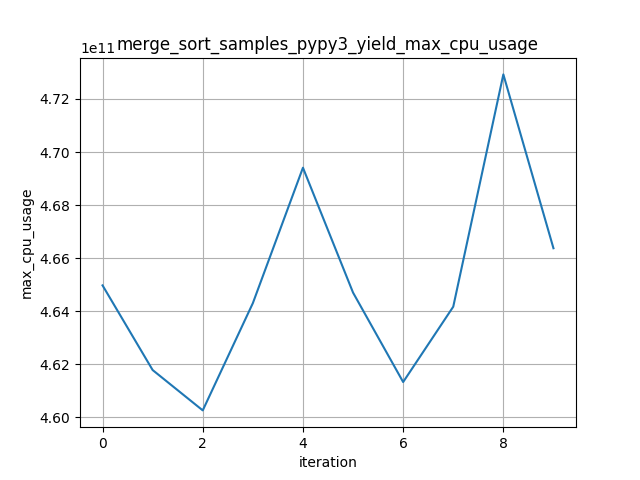 1e11
merge_sort_samples_pypy3_yield_max_cpu_usage
4.72
4.70
4.68
4.66
4.64
4.62
4.60
max_cpu_usage
0 2 4 6 8
iteration